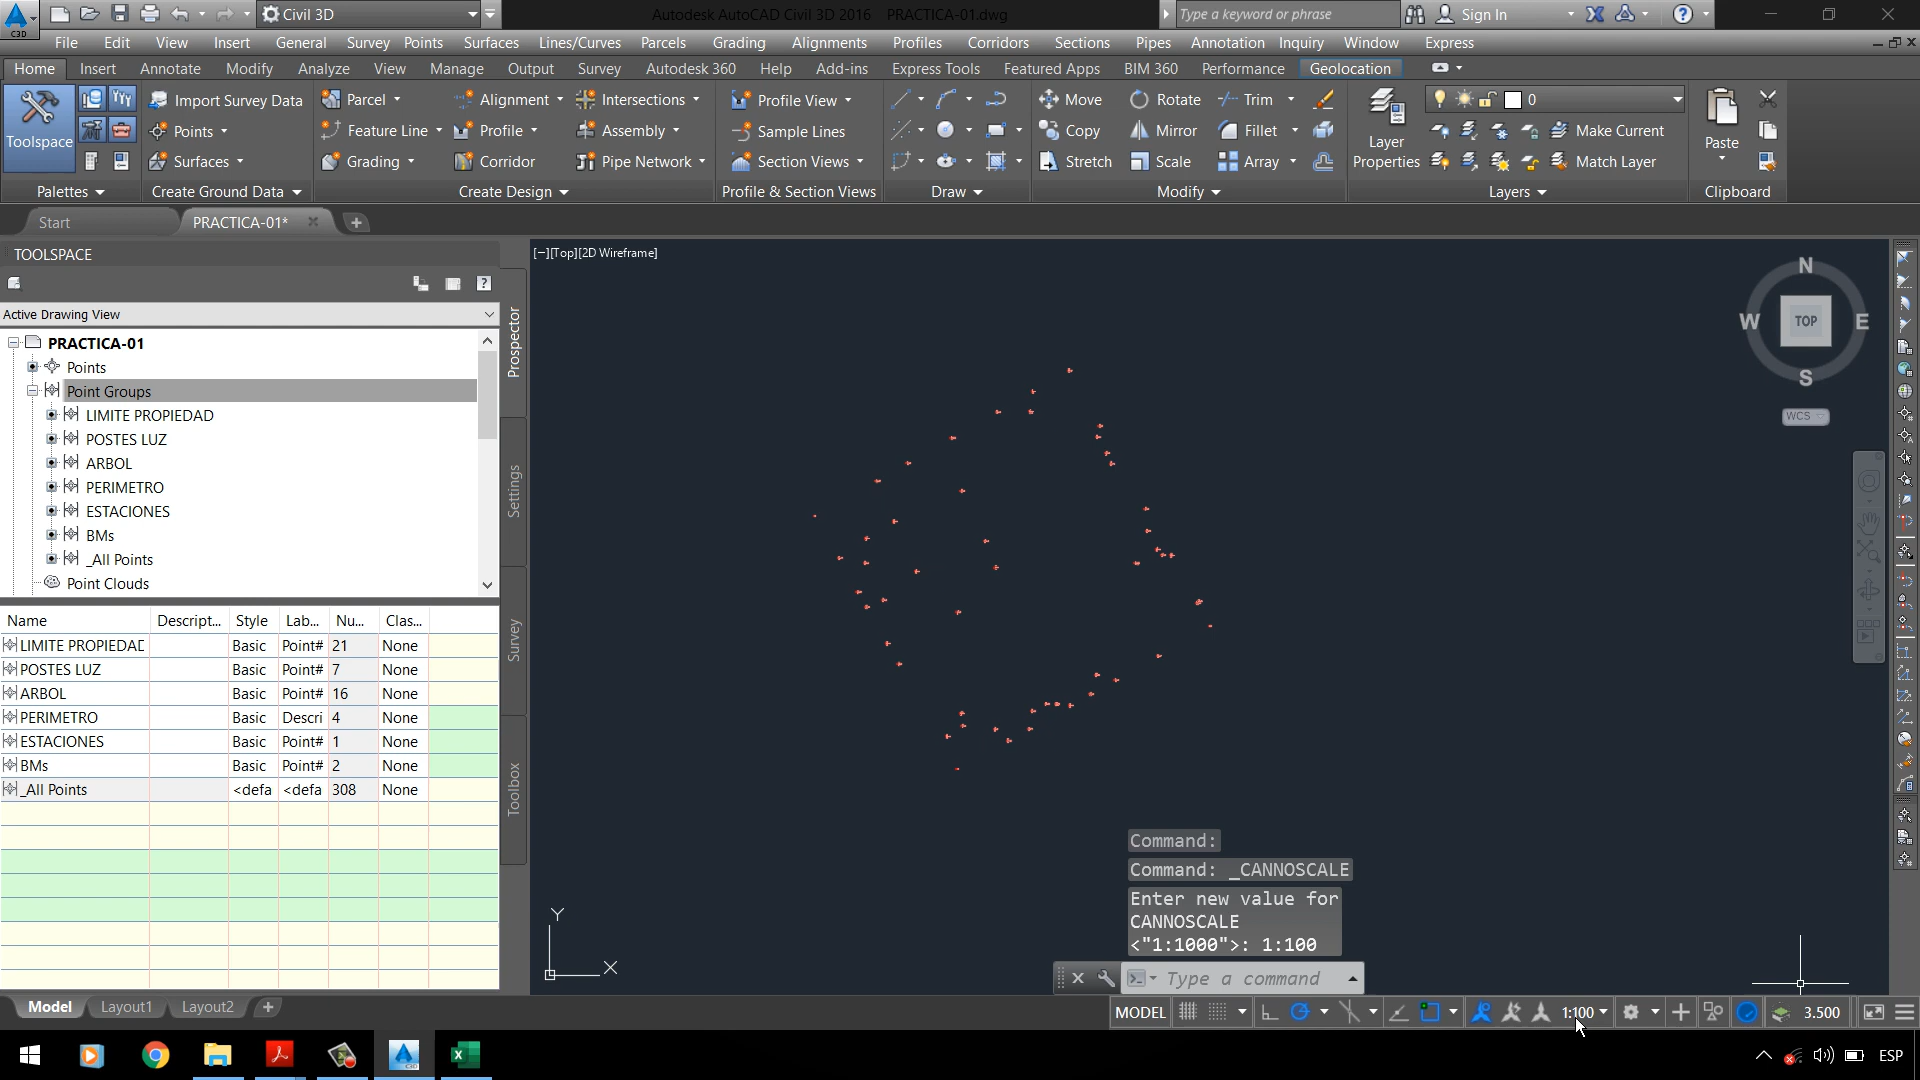 Civil 3D
Autodesk AutoCAD Civil 3D 2016 PRACTICA-01.dwg
Type a keyword or phrase
Sign In
C3D
File Edit View Insert General Survey Points Surfaces Lines/Curves Parcels Grading Alignments Profiles Corridors Sections Pipes Annotation Inquiry Window Express
Home Insert Annotate Modify Analyze View Manage Output Survey Autodesk 360 Help Add-ins Express Tools Featured Apps BIM 360 Performance Geolocation
Import Survey Data Parcel Alignment Intersections Profile View Move Rotate Trim 0
Toolspace Points Feature Line Profile Assembly Sample Lines Copy Mirror Fillet Layer Properties Make Current Paste
Surfaces Grading Corridor Pipe Network Section Views Stretch Scale Array Match Layer
Palettes Create Ground Data Create Design Profile & Section Views Draw Modify Layers Clipboard
Start PRACTICA-01*
TOOLSPACE
[−][Top][2D Wireframe]
Active Drawing View
PRACTICA-01
Points
Point Groups
LIMITE PROPIEDAD
POSTES LUZ
ARBOL
PERIMETRO
ESTACIONES
BMs
_All Points
Point Clouds
Prospector
Settings
Survey
Toolbox
Name Descript... Style Lab... Nu... Clas...
LIMITE PROPIEDAD Basic Point# 21 None
POSTES LUZ Basic Point# 7 None
ARBOL Basic Point# 16 None
PERIMETRO Basic Descri 4 None
ESTACIONES Basic Point# 1 None
BMs Basic Point# 2 None
_All Points <defa <defa 308 None
N
W TOP E
S
WCS
Command:
Command: _CANNOSCALE
Enter new value for
CANNOSCALE
<"1:1000">: 1:100
Y
X
Type a command
Model Layout1 Layout2
MODEL 1:100 3.500
ESP